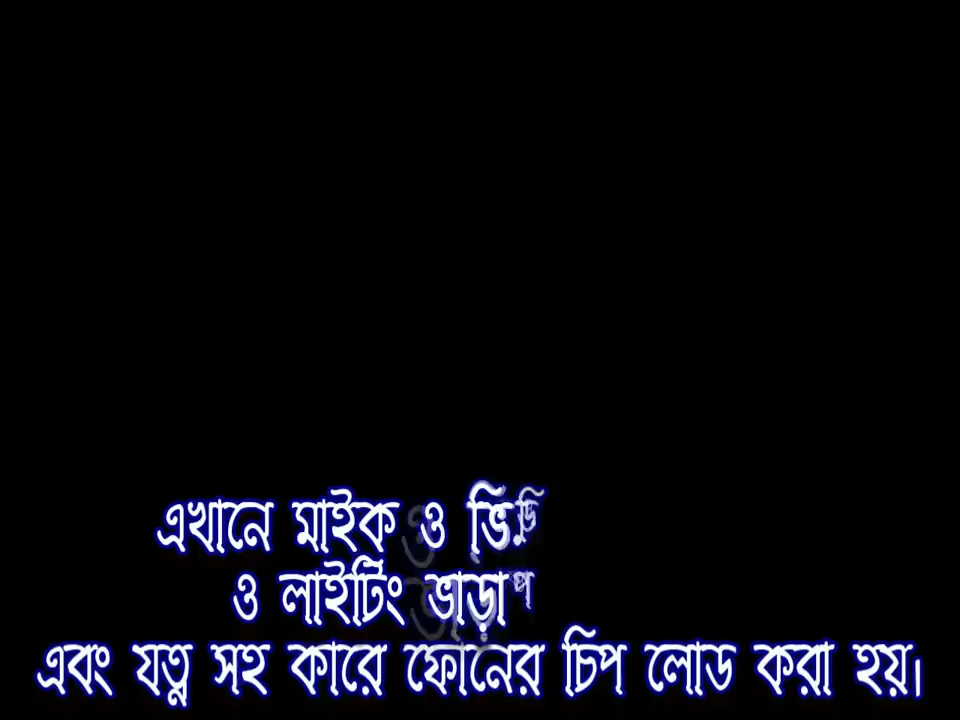 এখানে মাইক ও
ও লাইটিং ভাড়া
এবং যত্ন সহ কারে ফোনের চিপ লোড করা হয়।